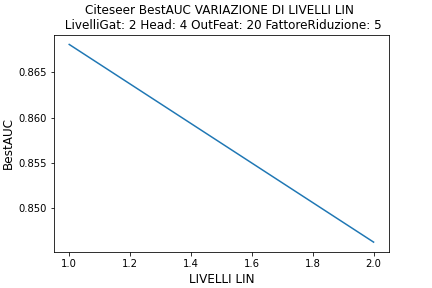 Citeseer BestAUC VARIAZIONE DI LIVELLI LIN
LivelliGat: 2 Head: 4 OutFeat: 20 FattoreRiduzione: 5
BestAUC
0.865
0.860
0.855
0.850
1.0 1.2 1.4 1.6 1.8 2.0
LIVELLI LIN